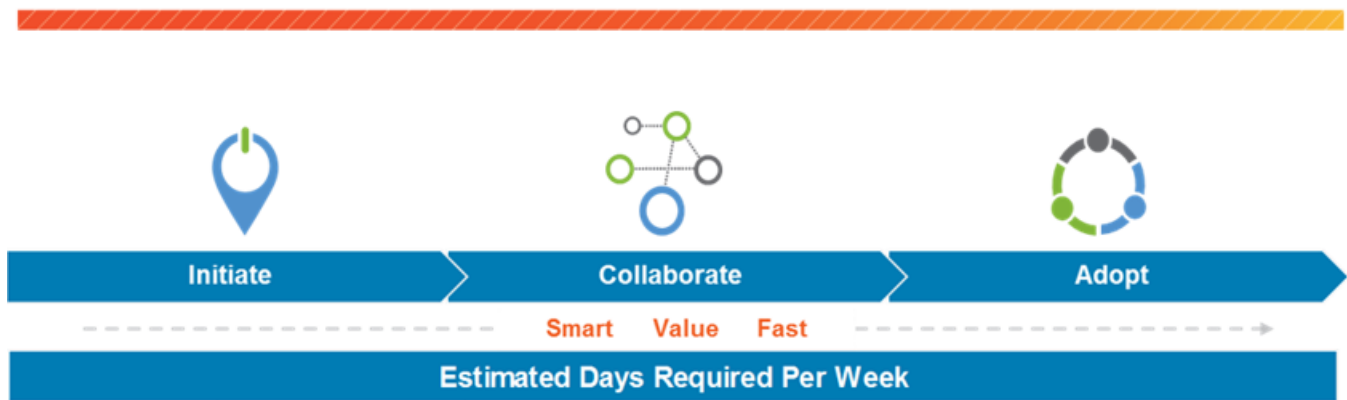 Initiate Collaborate Adopt
Smart Value Fast
Estimated Days Required Per Week